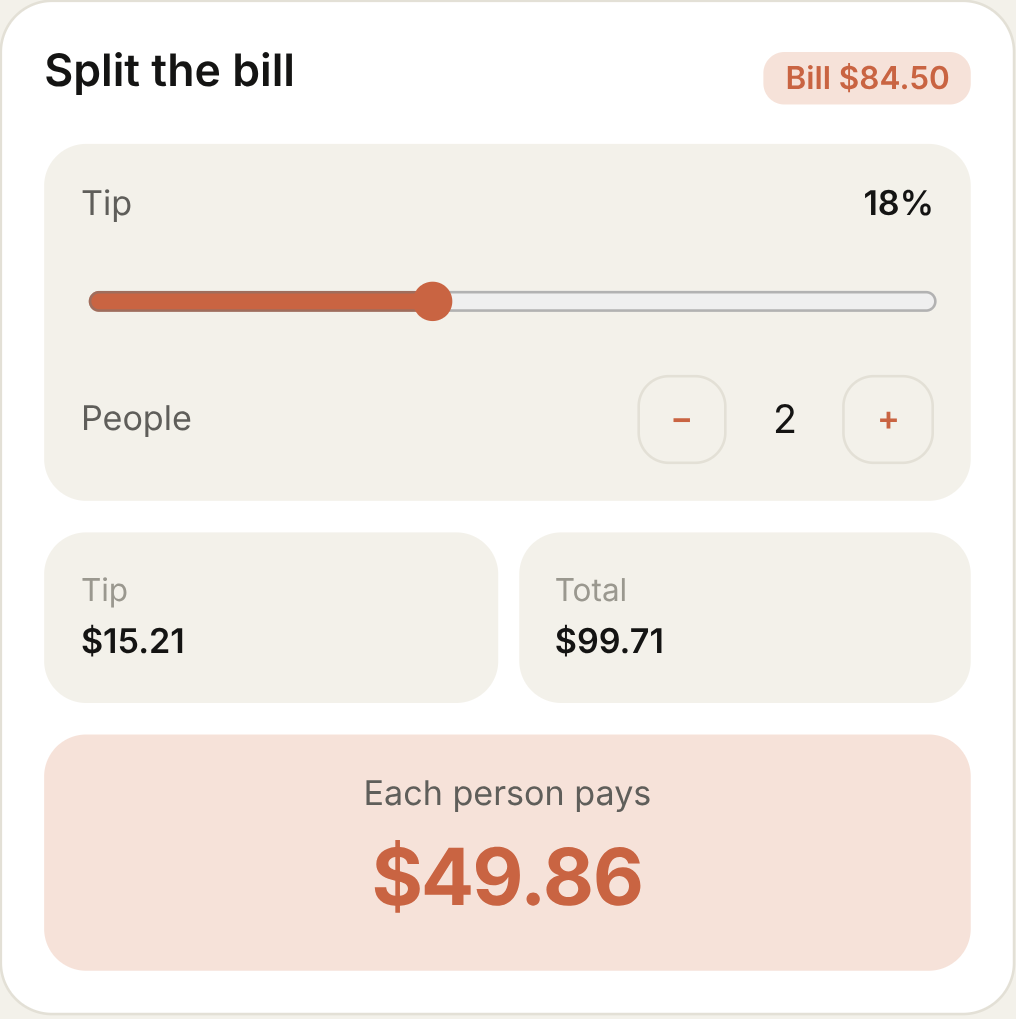 Split the bill
Bill $84.50
Tip
18%
People
−
2
+
Tip
$15.21
Total
$99.71
Each person pays
$49.86